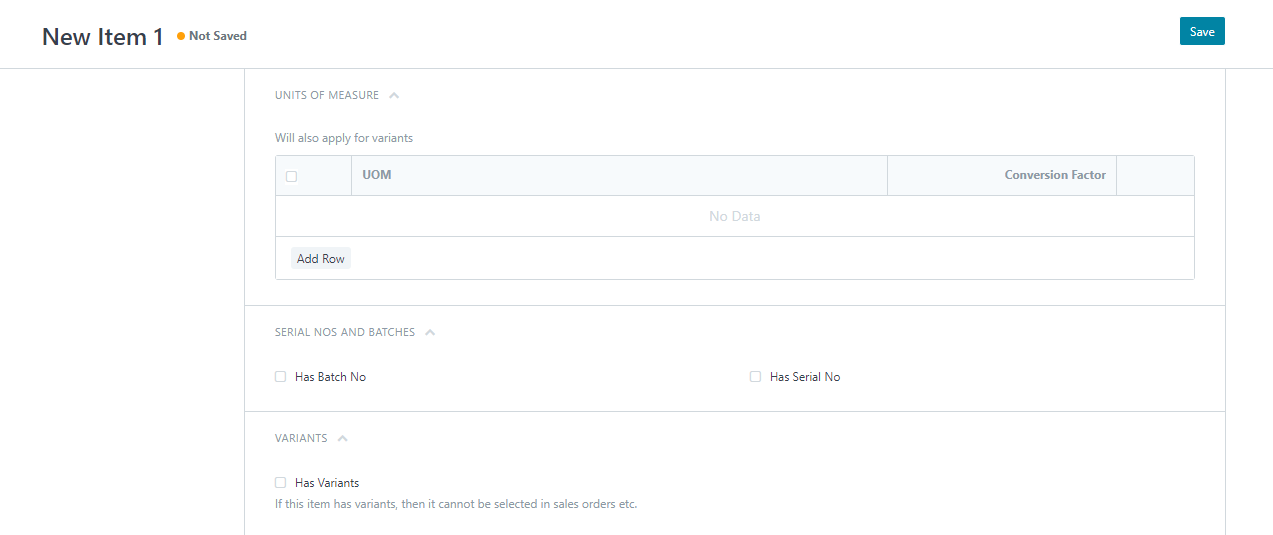 New Item 1 Not Saved Save
UNITS OF MEASURE
Will also apply for variants
UOM Conversion Factor
No Data
Add Row
SERIAL NOS AND BATCHES
Has Batch No Has Serial No
VARIANTS
Has Variants
If this item has variants, then it cannot be selected in sales orders etc.